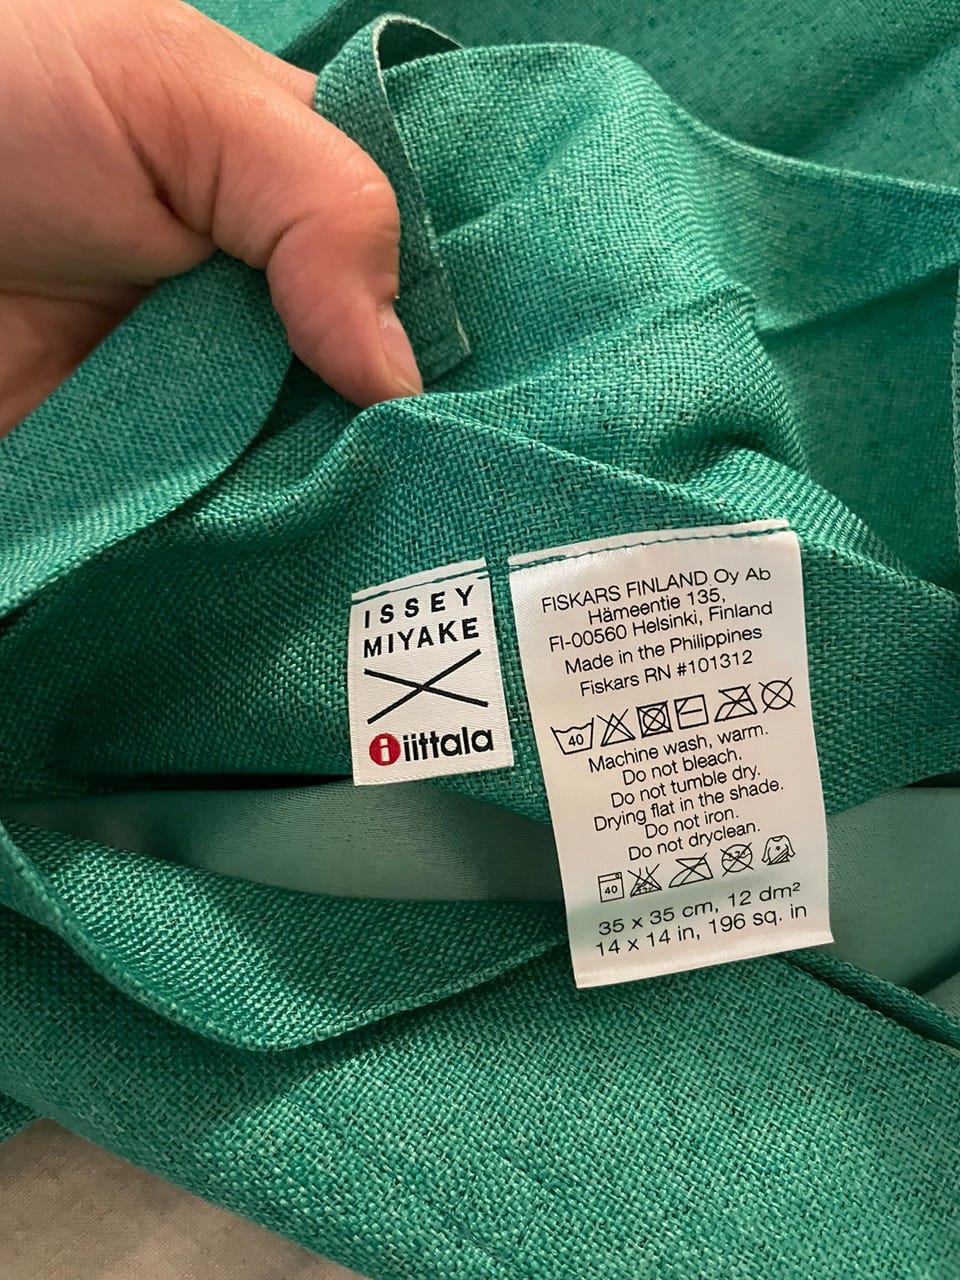 ISSEY
MIYAKE
iittala
FISKARS FINLAND Oy Ab
Hämeentie 135,
FI-00560 Helsinki, Finland
Made in the Philippines
Fiskars RN #101312
40
Machine wash, warm.
Do not bleach.
Do not tumble dry.
Drying flat in the shade.
Do not iron.
Do not dryclean.
40
35 x 35 cm, 12 dm²
14 x 14 in, 196 sq. in